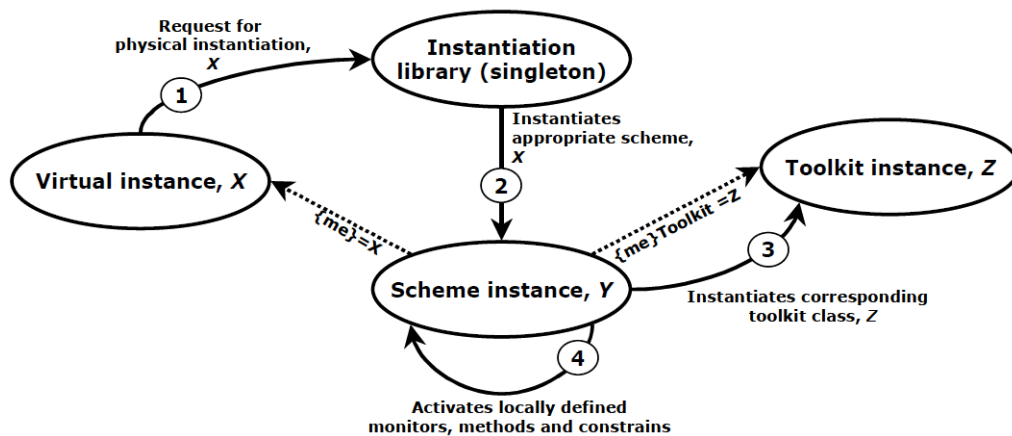 Request for
physical instantiation,
X
1
Instantiation
library (singleton)
Instantiates
appropriate scheme,
X
2
Virtual instance, X
Toolkit instance, Z
{me}=X
{me}Toolkit =Z
3
Scheme instance, Y
Instantiates corresponding
toolkit class, Z
4
Activates locally defined
monitors, methods and constrains